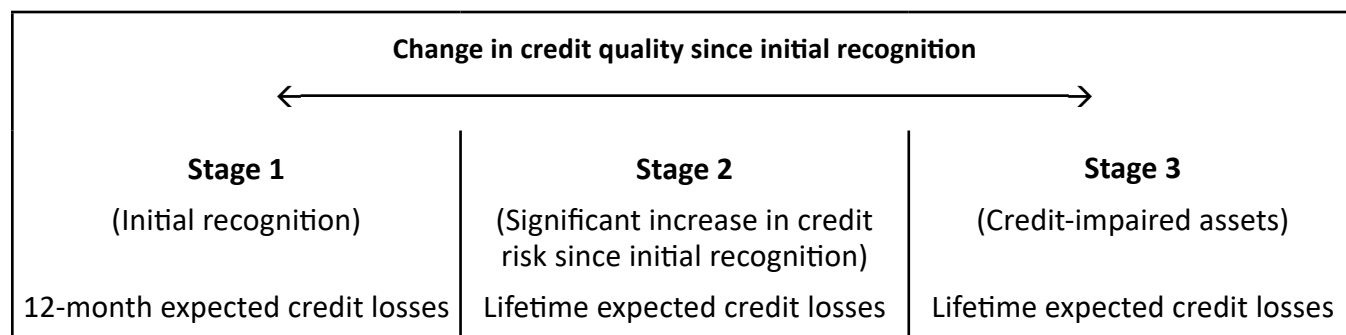 Change in credit quality since initial recognition
Stage 1
(Initial recognition)
12-month expected credit losses
Stage 2
(Significant increase in credit
risk since initial recognition)
Lifetime expected credit losses
Stage 3
(Credit-impaired assets)
Lifetime expected credit losses